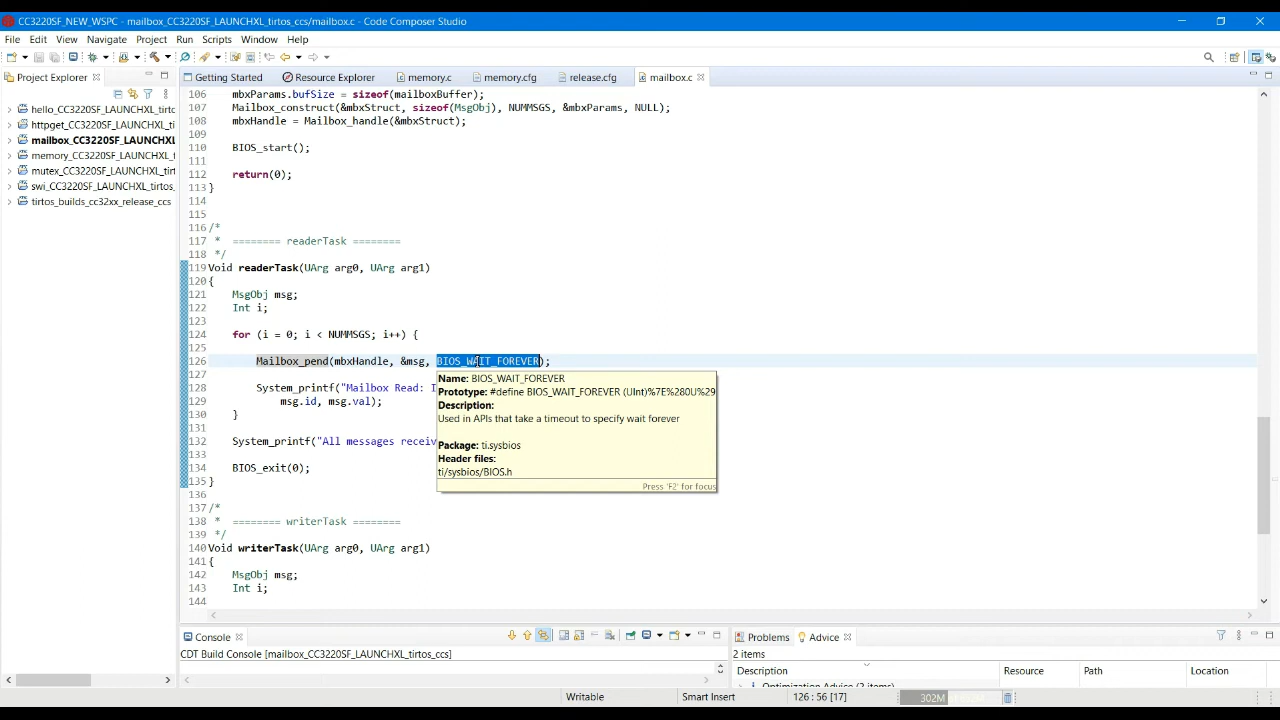 CC3220SF_NEW_WSPC - mailbox_CC3220SF_LAUNCHXL_tirtos_ccs/mailbox.c - Code Composer Studio
File Edit View Navigate Project Run Scripts Window Help
Project Explorer
Getting Started
Resource Explorer
memory.c
memory.cfg
release.cfg
mailbox.c
hello_CC3220SF_LAUNCHXL_tirtc
httpget_CC3220SF_LAUNCHXL_ti
mailbox_CC3220SF_LAUNCHXL
memory_CC3220SF_LAUNCHXL_t
mutex_CC3220SF_LAUNCHXL_tirt
swi_CC3220SF_LAUNCHXL_tirtos_
tirtos_builds_cc32xx_release_ccs
106 mbxParams.bufSize = sizeof(mailboxBuffer);
107 Mailbox_construct(&mbxStruct, sizeof(MsgObj), NUMMSGS, &mbxParams, NULL);
108 mbxHandle = Mailbox_handle(&mbxStruct);
109
110 BIOS_start();
111
112 return(0);
113 }
114
115
116 /*
117 * ======== readerTask ========
118 */
119 Void readerTask(UArg arg0, UArg arg1)
120 {
121 MsgObj msg;
122 Int i;
123
124 for (i = 0; i < NUMMSGS; i++) {
125
126 Mailbox_pend(mbxHandle, &msg, BIOS_WAIT_FOREVER);
127
128 System_printf("Mailbox Read: I
129 msg.id, msg.val);
130 }
131
132 System_printf("All messages receiv
133
134 BIOS_exit(0);
135 }
136
137 /*
138 * ======== writerTask ========
139 */
140 Void writerTask(UArg arg0, UArg arg1)
141 {
142 MsgObj msg;
143 Int i;
144
Name: BIOS_WAIT_FOREVER
Prototype: #define BIOS_WAIT_FOREVER (UInt)%7E%280U%29
Description:
Used in APIs that take a timeout to specify wait forever
Package: ti.sysbios
Header files:
ti/sysbios/BIOS.h
Press 'F2' for focus
Console
CDT Build Console [mailbox_CC3220SF_LAUNCHXL_tirtos_ccs]
Problems
Advice
2 items
Description Resource Path Location
Optimization Advice (2 items)
Writable
Smart Insert
126 : 56 [17]
302M